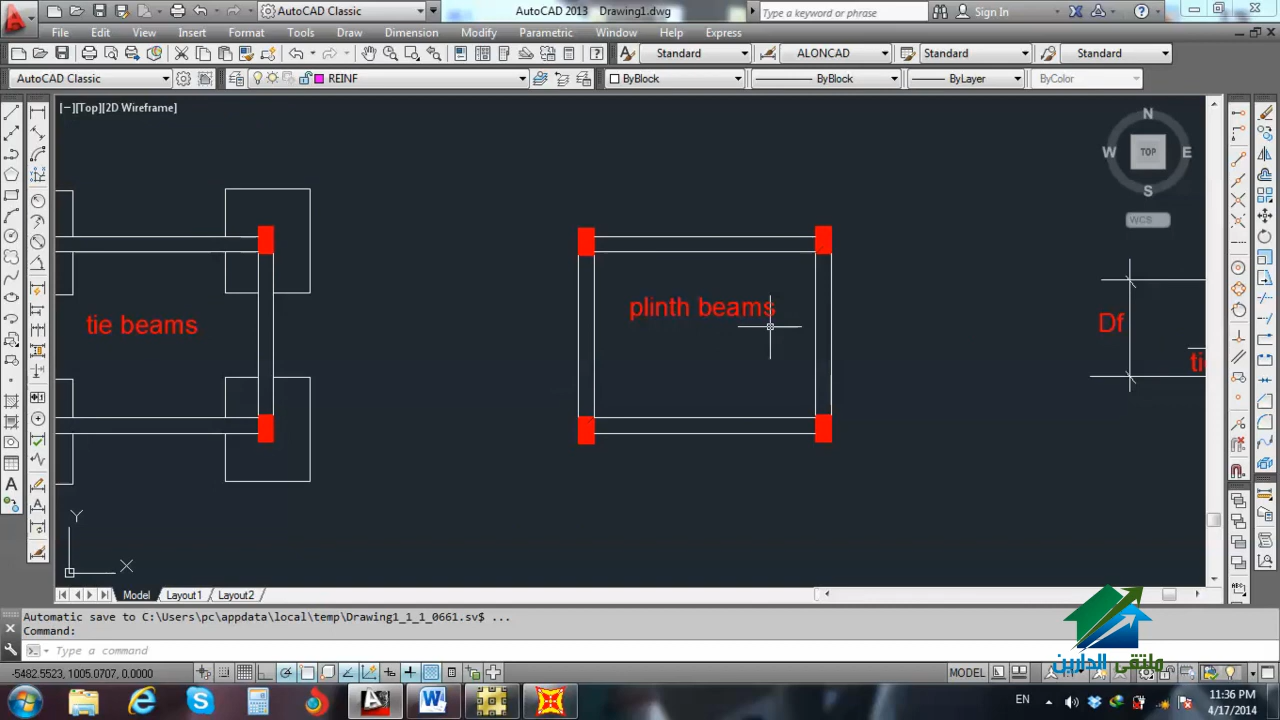 AutoCAD Classic
AutoCAD 2013 Drawing1.dwg
Type a keyword or phrase
Sign In
File Edit View Insert Format Tools Draw Dimension Modify Parametric Window Help Express
Standard
ALONCAD
Standard
Standard
AutoCAD Classic
REINF
ByBlock
ByBlock
ByLayer
ByColor
[−][Top][2D Wireframe]
N
W TOP E
S
WCS
plinth beams
tie beams
Df
ti
Y
X
Model Layout1 Layout2
Automatic save to C:\Users\pc\appdata\local\temp\Drawing1_1_1_0661.sv$ ...
Command:
Type a command
ملتقى الدارين
-5482.5523, 1005.0707, 0.0000
MODEL
EN
11:36 PM
4/17/2014